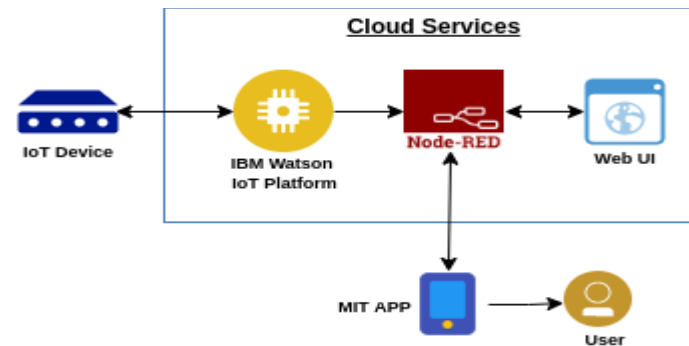 Cloud Services
IoT Device
IBM Watson
IoT Platform
Node-RED
Web UI
MIT APP
User